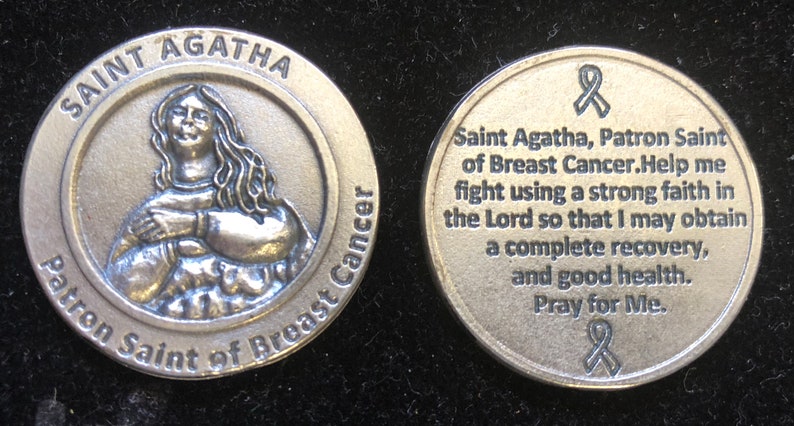 SAINT AGATHA
Patron Saint of Breast Cancer
Saint Agatha, Patron Saint
of Breast Cancer.Help me
fight using a strong faith in
the Lord so that I may obtain
a complete recovery,
and good health.
Pray for Me.